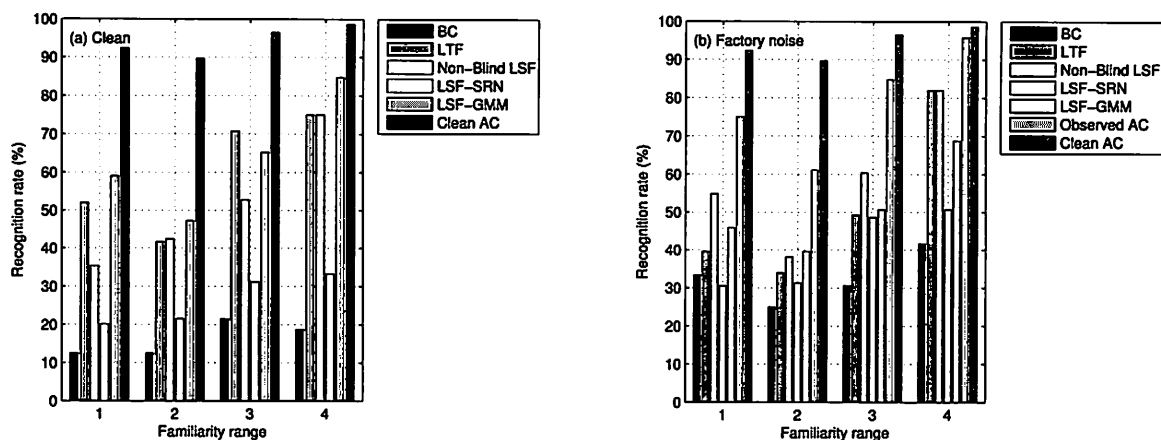 (a) Clean
BC
LTF
Non-Blind LSF
LSF-SRN
LSF-GMM
Clean AC
Recognition rate (%)
100
90
80
70
60
50
40
30
20
10
0
1 2 3 4
Familiarity range
(b) Factory noise
BC
LTF
Non-Blind LSF
LSF-SRN
LSF-GMM
Observed AC
Clean AC
Recognition rate (%)
100
90
80
70
60
50
40
30
20
10
0
1 2 3 4
Familiarity range